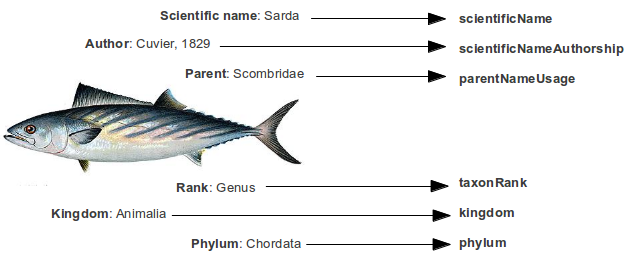 Scientific name: Sarda scientificName
Author: Cuvier, 1829 scientificNameAuthorship
Parent: Scombridae parentNameUsage
Rank: Genus taxonRank
Kingdom: Animalia kingdom
Phylum: Chordata phylum